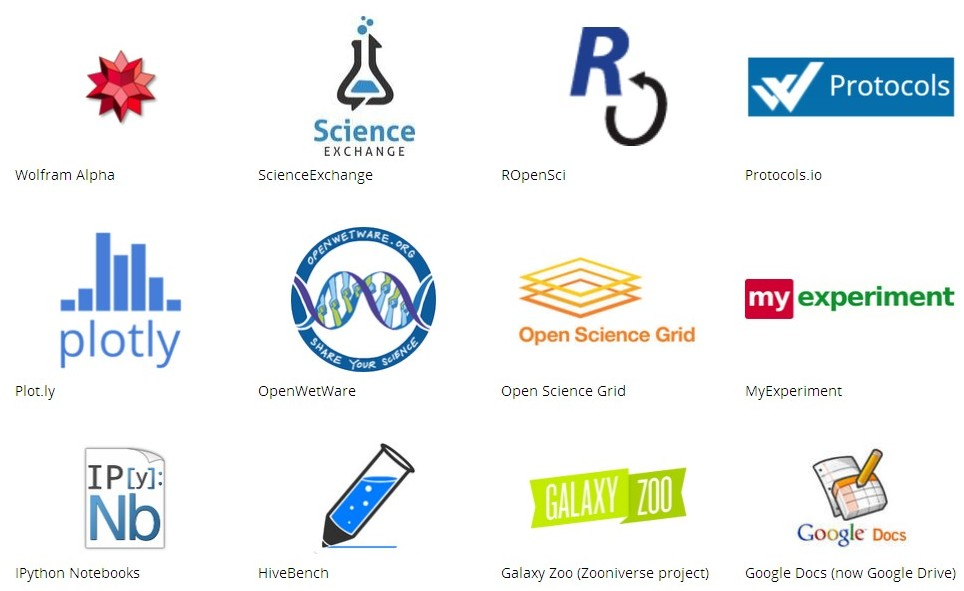 Science
EXCHANGE
R
Protocols
Wolfram Alpha
ScienceExchange
ROpenSci
Protocols.io
plotly
OPENWETWARE.ORG
SHARE YOUR SCIENCE
Open Science Grid
my experiment
Plot.ly
OpenWetWare
Open Science Grid
MyExperiment
IP[y]:
Nb
GALAXY ZOO
Google Docs
IPython Notebooks
HiveBench
Galaxy Zoo (Zooniverse project)
Google Docs (now Google Drive)